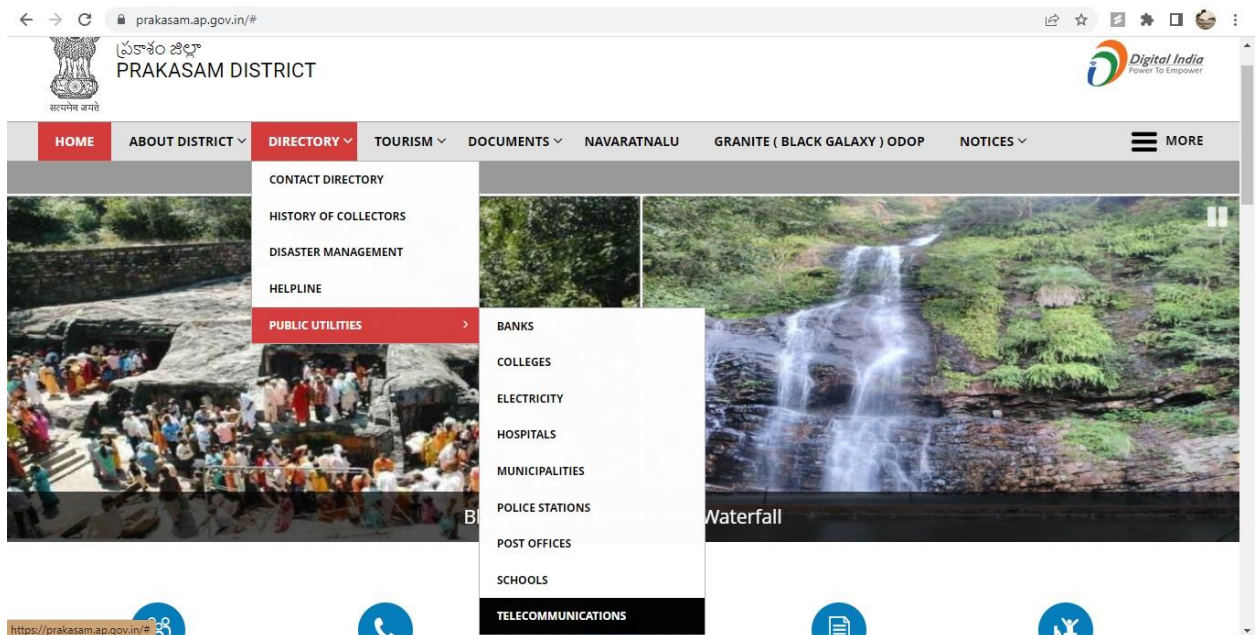 prakasam.ap.gov.in/#
ప్రకాశం జిల్లా
PRAKASAM DISTRICT
सत्यमेव जयते
Digital India
Power To Empower
HOME ABOUT DISTRICT DIRECTORY TOURISM DOCUMENTS NAVARATNALU GRANITE ( BLACK GALAXY ) ODOP NOTICES MORE
CONTACT DIRECTORY
HISTORY OF COLLECTORS
DISASTER MANAGEMENT
HELPLINE
PUBLIC UTILITIES
BANKS
COLLEGES
ELECTRICITY
HOSPITALS
MUNICIPALITIES
POLICE STATIONS
POST OFFICES
SCHOOLS
TELECOMMUNICATIONS
Waterfall
https://prakasam.ap.gov.in/#